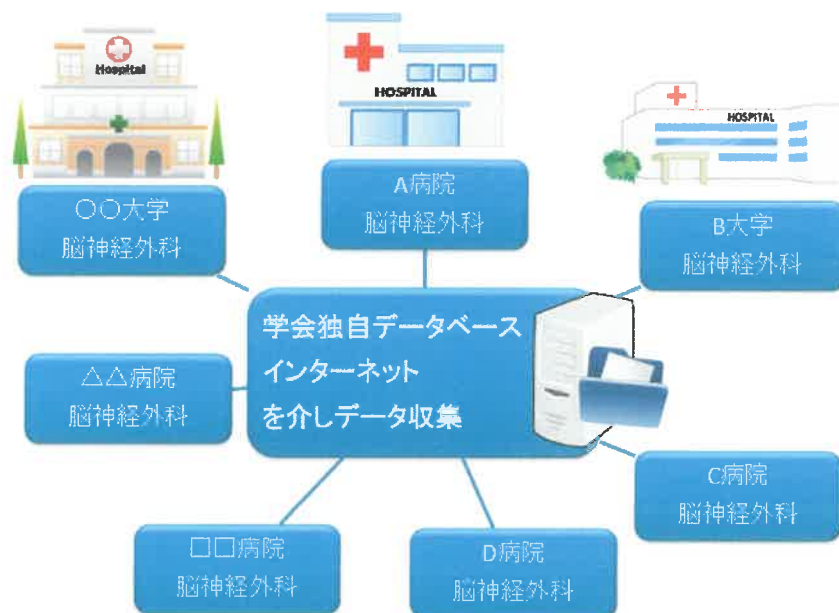 Hospital
HOSPITAL
HOSPITAL
〇〇大学
脳神経外科
A病院
脳神経外科
B大学
脳神経外科
学会独自データベース
インターネット
を介しデータ収集
△△病院
脳神経外科
C病院
脳神経外科
□□病院
脳神経外科
D病院
脳神経外科